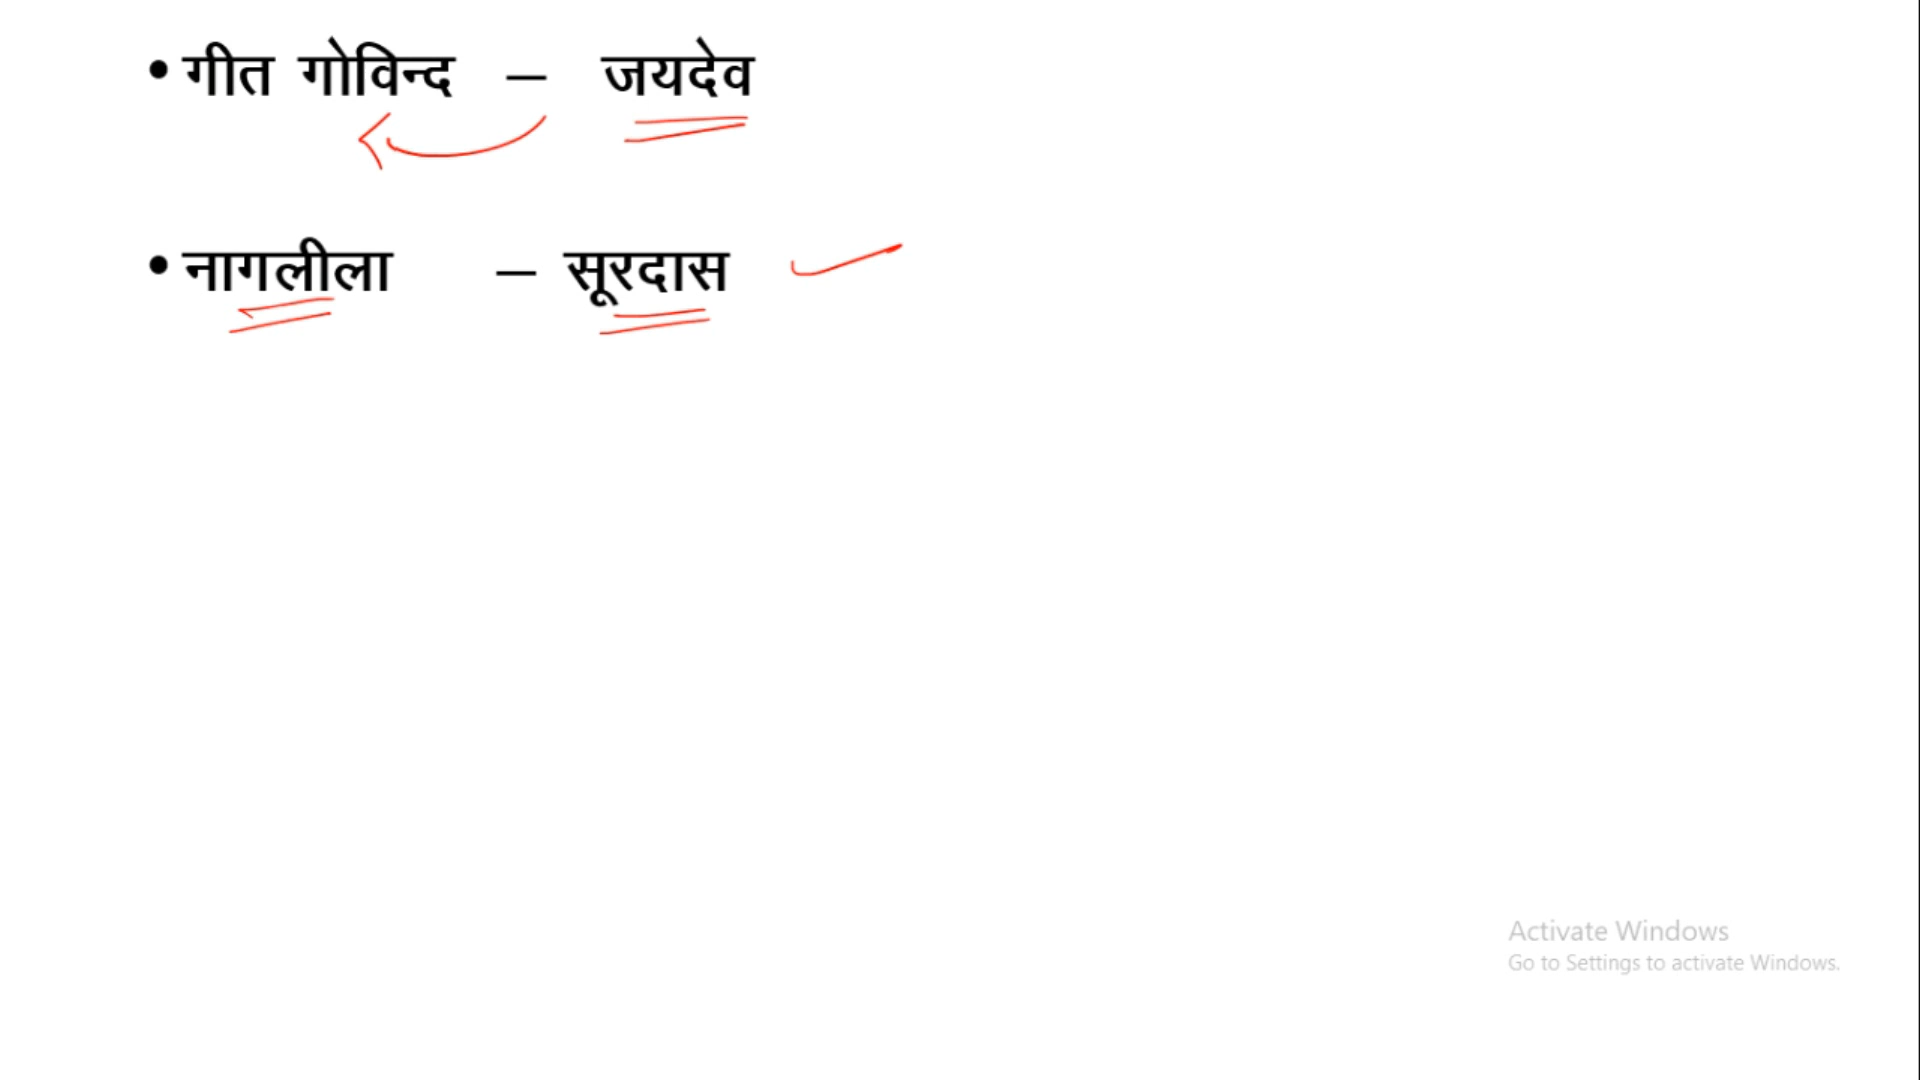 • गीत गोविन्द – जयदेव
• नागलीला – सूरदास
Activate Windows
Go to Settings to activate Windows.